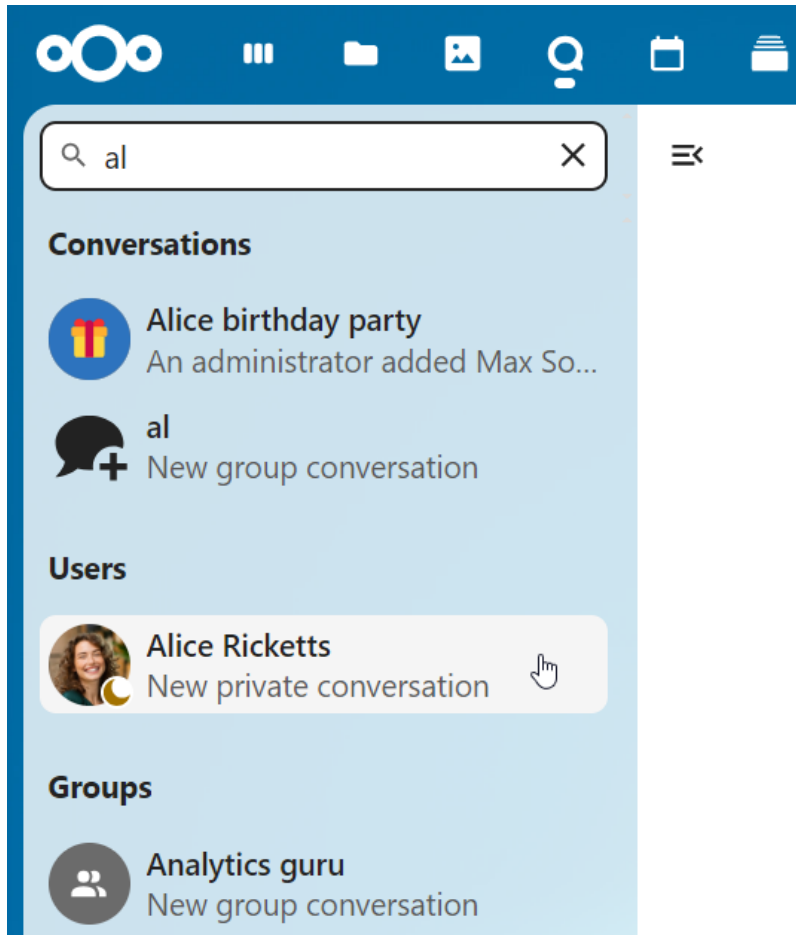 al
Conversations
Alice birthday party
An administrator added Max So...
al
New group conversation
Users
Alice Ricketts
New private conversation
Groups
Analytics guru
New group conversation